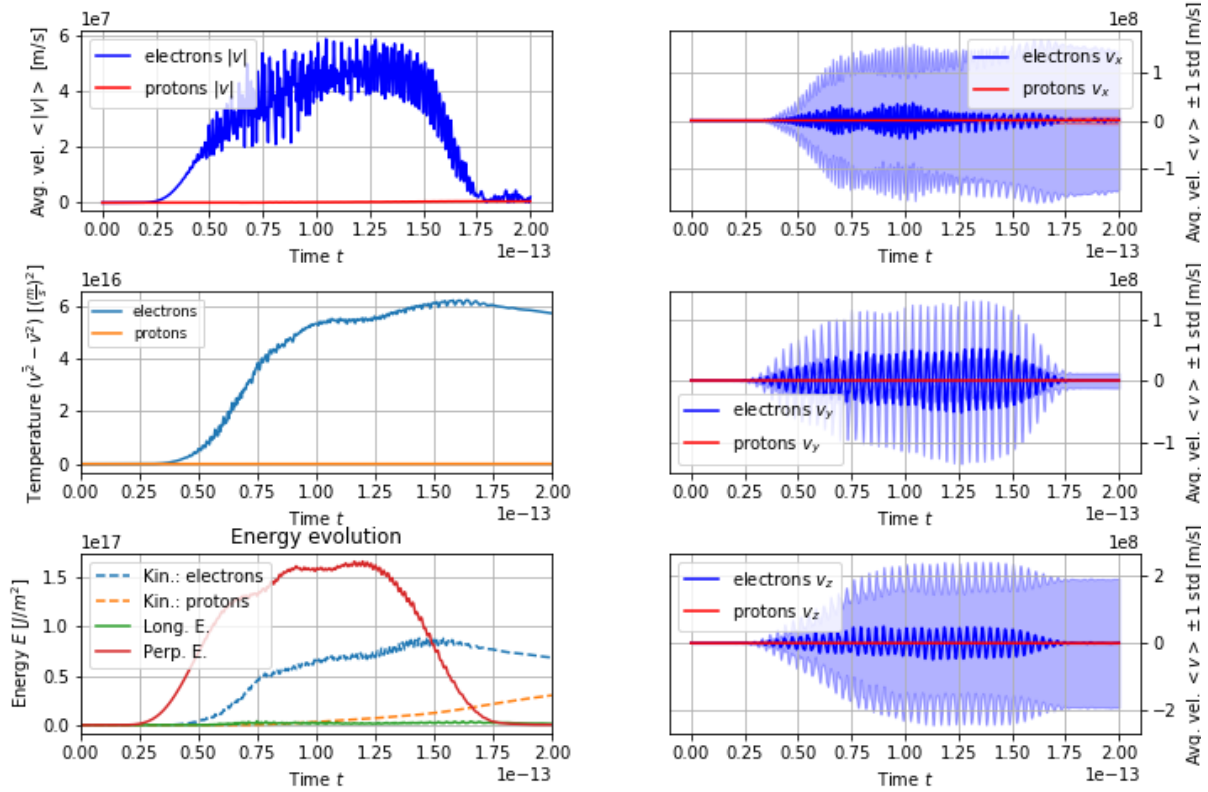 1e7
Avg. vel. < |v| > [m/s]
6
4
2
0
electrons |v|
protons |v|
0.00 0.25 0.50 0.75 1.00 1.25 1.50 1.75 2.00
Time t
1e−13
1e8
electrons vₓ
protons vₓ
1
0
−1
Avg. vel. < v > ±1 std [m/s]
0.00 0.25 0.50 0.75 1.00 1.25 1.50 1.75 2.00
Time t
1e−13
1e16
Temperature (v̄² − v̄²) [(m/s)²]
6
4
2
0
electrons
protons
0.00 0.25 0.50 0.75 1.00 1.25 1.50 1.75 2.00
Time t
1e−13
1e8
electrons v_y
protons v_y
1
0
−1
Avg. vel. < v > ±1 std [m/s]
0.00 0.25 0.50 0.75 1.00 1.25 1.50 1.75 2.00
Time t
1e−13
Energy evolution
1e17
Energy E [J/m²]
1.5
1.0
0.5
0.0
Kin.: electrons
Kin.: protons
Long. E.
Perp. E.
0.00 0.25 0.50 0.75 1.00 1.25 1.50 1.75 2.00
Time t
1e−13
1e8
electrons v_z
protons v_z
2
0
−2
Avg. vel. < v > ±1 std [m/s]
0.00 0.25 0.50 0.75 1.00 1.25 1.50 1.75 2.00
Time t
1e−13